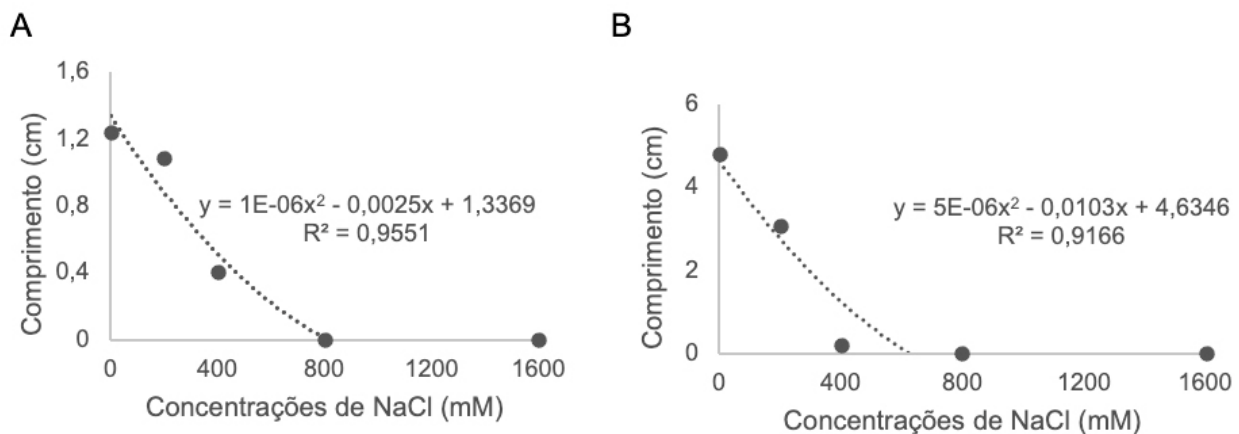 A
B
1,6
1,2
0,8
0,4
0
Comprimento (cm)
y = 1E-06x² - 0,0025x + 1,3369
R² = 0,9551
0 400 800 1200 1600
Concentrações de NaCl (mM)
6
4
2
0
Comprimento (cm)
y = 5E-06x² - 0,0103x + 4,6346
R² = 0,9166
0 400 800 1200 1600
Concentrações de NaCl (mM)